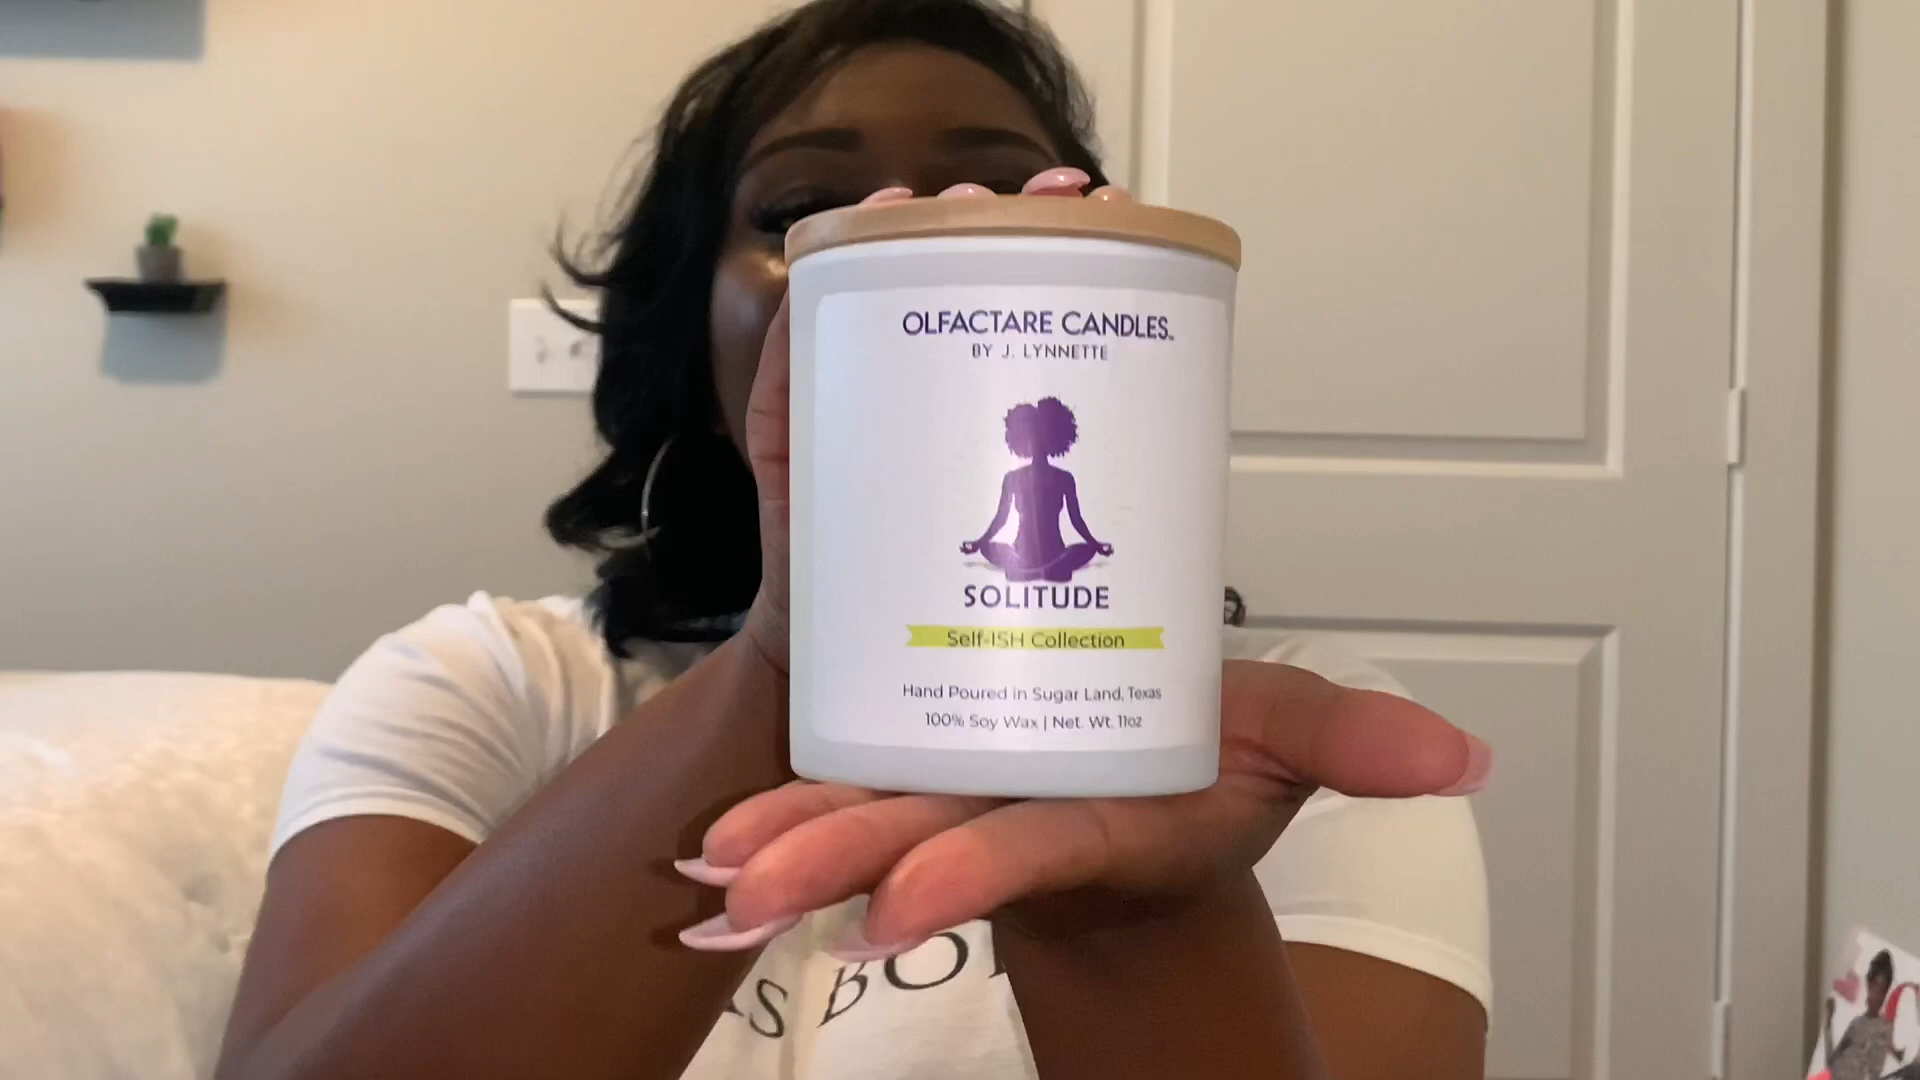 OLFACTARE CANDLES™
BY J. LYNNETTE
SOLITUDE
Self-ISH Collection
Hand Poured in Sugar Land, Texas
100% Soy Wax | Net. Wt. 11oz